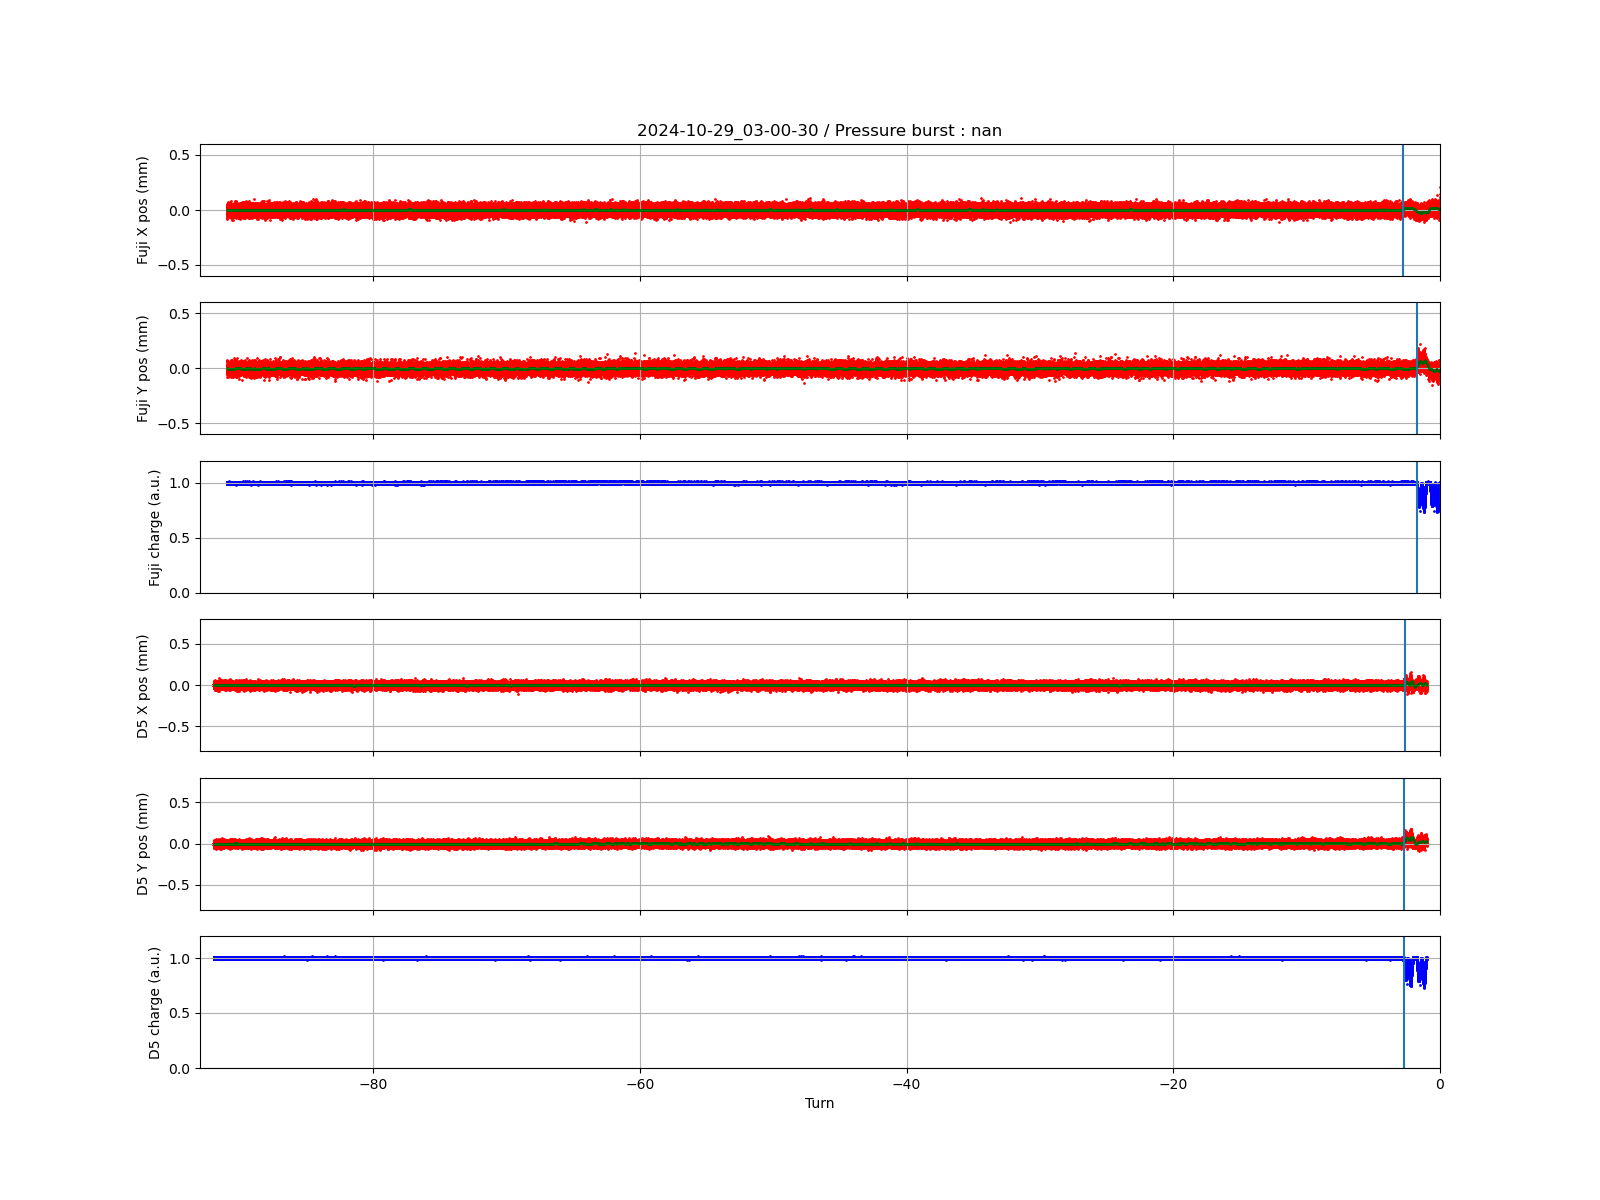 2024-10-29_03-00-30 / Pressure burst : nan
Fuji X pos (mm)
0.5
0.0
−0.5
Fuji Y pos (mm)
0.5
0.0
−0.5
Fuji charge (a.u.)
1.0
0.5
0.0
D5 X pos (mm)
0.5
0.0
−0.5
D5 Y pos (mm)
0.5
0.0
−0.5
D5 charge (a.u.)
1.0
0.5
0.0
−80 −60 −40 −20 0
Turn